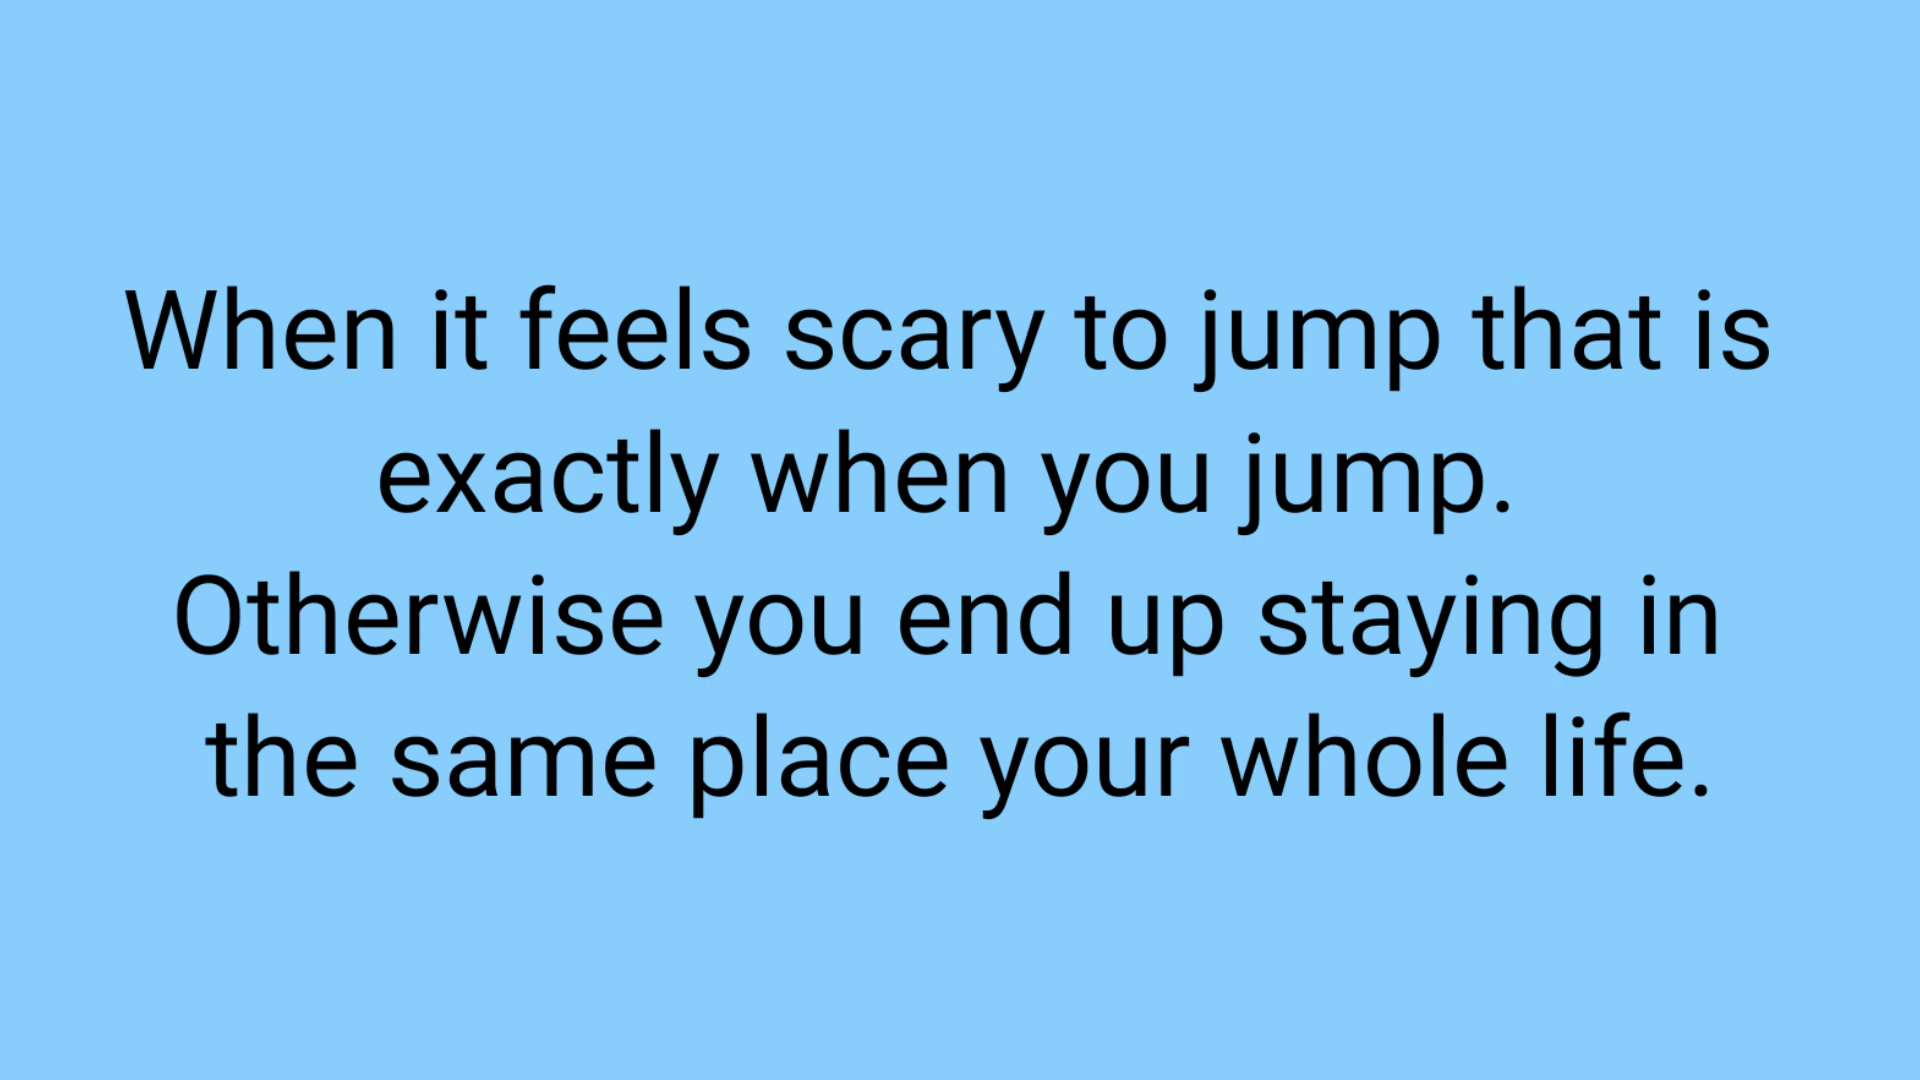 When it feels scary to jump that is
exactly when you jump.
Otherwise you end up staying in
the same place your whole life.